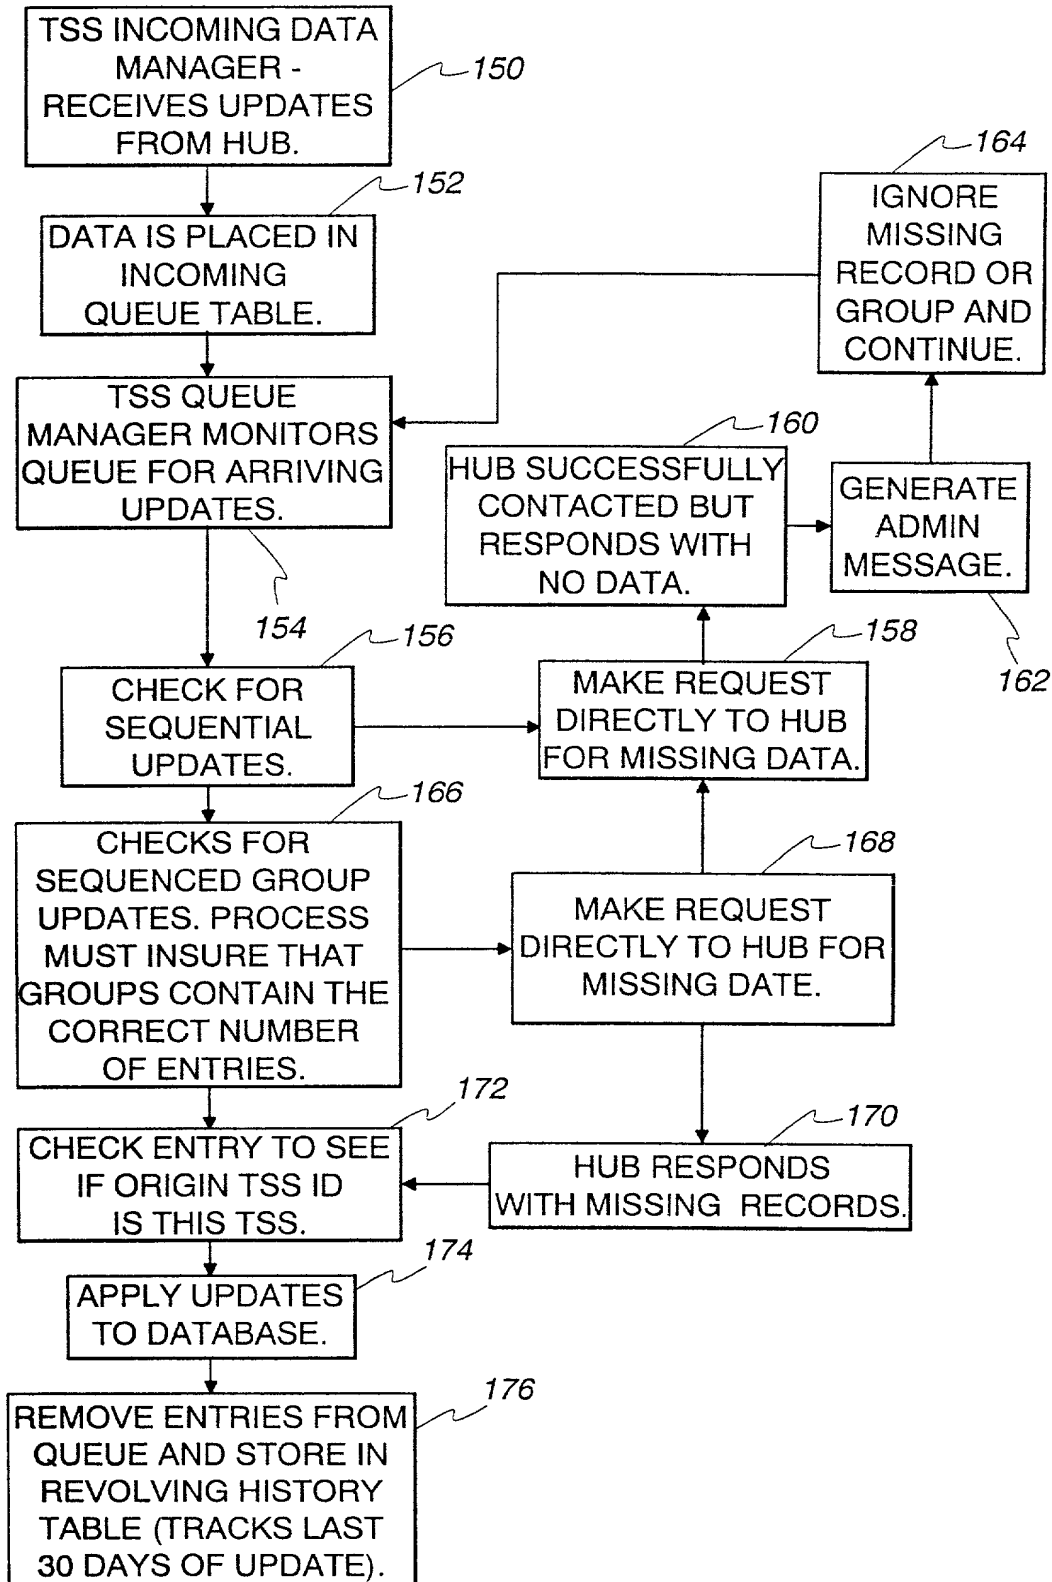 TSS INCOMING DATA
MANAGER -
RECEIVES UPDATES
FROM HUB.
150
152
DATA IS PLACED IN
INCOMING
QUEUE TABLE.
TSS QUEUE
MANAGER MONITORS
QUEUE FOR ARRIVING
UPDATES.
154
164
IGNORE
MISSING
RECORD OR
GROUP AND
CONTINUE.
160
HUB SUCCESSFULLY
CONTACTED BUT
RESPONDS WITH
NO DATA.
GENERATE
ADMIN
MESSAGE.
162
156
CHECK FOR
SEQUENTIAL
UPDATES.
158
MAKE REQUEST
DIRECTLY TO HUB
FOR MISSING DATA.
166
CHECKS FOR
SEQUENCED GROUP
UPDATES. PROCESS
MUST INSURE THAT
GROUPS CONTAIN THE
CORRECT NUMBER
OF ENTRIES.
168
MAKE REQUEST
DIRECTLY TO HUB FOR
MISSING DATE.
170
HUB RESPONDS
WITH MISSING RECORDS.
172
CHECK ENTRY TO SEE
IF ORIGIN TSS ID
IS THIS TSS.
174
APPLY UPDATES
TO DATABASE.
176
REMOVE ENTRIES FROM
QUEUE AND STORE IN
REVOLVING HISTORY
TABLE (TRACKS LAST
30 DAYS OF UPDATE).